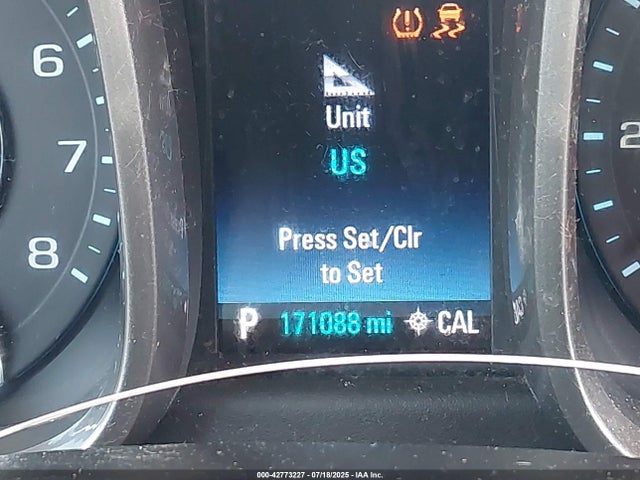 6
7
8
Unit
US
Press Set/Clr
to Set
P 171088 mi CAL
2
000-42773227 - 07/18/2025 - IAA Inc.